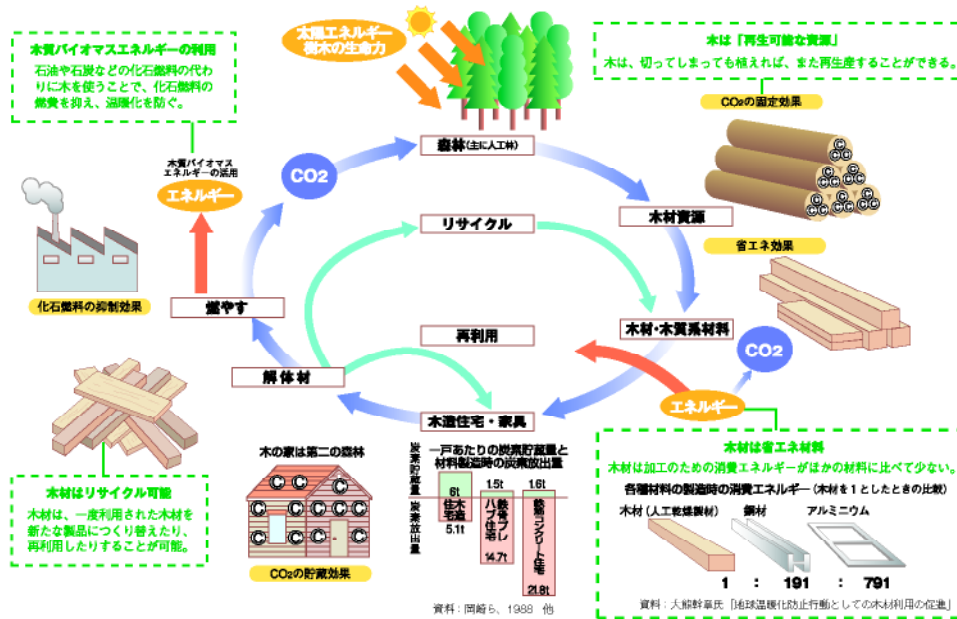 太陽エネルギー
樹木の生命力
木質バイオマスエネルギーの利用
石油や石炭などの化石燃料の代わ
りに木を使うことで、化石燃料の
燃費を抑え、温暖化を防ぐ。
木は「再生可能な資源」
木は、切ってしまっても植えれば、また再生産することができる。
CO2の固定効果
C C C
C C C
C C C
C C C
C C C
C C C
森林(主に人工林)
CO2
木質バイオマス
エネルギーの活用
エネルギー
木材資源
リサイクル
省エネ効果
化石燃料の抑制効果
燃やす
木材・木質系材料
再利用
CO2
解体材
エネルギー
木造住宅・家具
木材はリサイクル可能
木材は、一度利用された木材を
新たな製品につくり替えたり、
再利用したりすることが可能。
木の家は第二の森林
C C C C C C C C C C C
CO2の貯蔵効果
一戸あたりの炭素貯蔵量と
材料製造時の炭素放出量
炭素貯蔵量
炭素放出量
6t
1.5t
1.6t
木造住宅
鉄骨プレハブ住宅
鉄筋コンクリート住宅
5.1t
14.7t
21.8t
資料：岡崎ら、1988 他
木材は省エネ材料
木材は加工のための消費エネルギーがほかの材料に比べて少ない。
各種材料の製造時の消費エネルギー(木材を1としたときの比較)
木材(人工乾燥製材)
鋼材
アルミニウム
1 : 191 : 791
資料：大熊幹章氏「地球温暖化防止行動としての木材利用の促進」